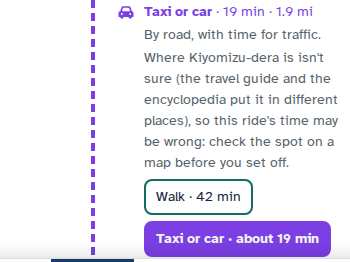 Taxi or car · 19 min · 1.9 mi
By road, with time for traffic.
Where Kiyomizu-dera is isn't
sure (the travel guide and the
encyclopedia put it in different
places), so this ride's time may
be wrong: check the spot on a
map before you set off.
Walk · 42 min
Taxi or car · about 19 min